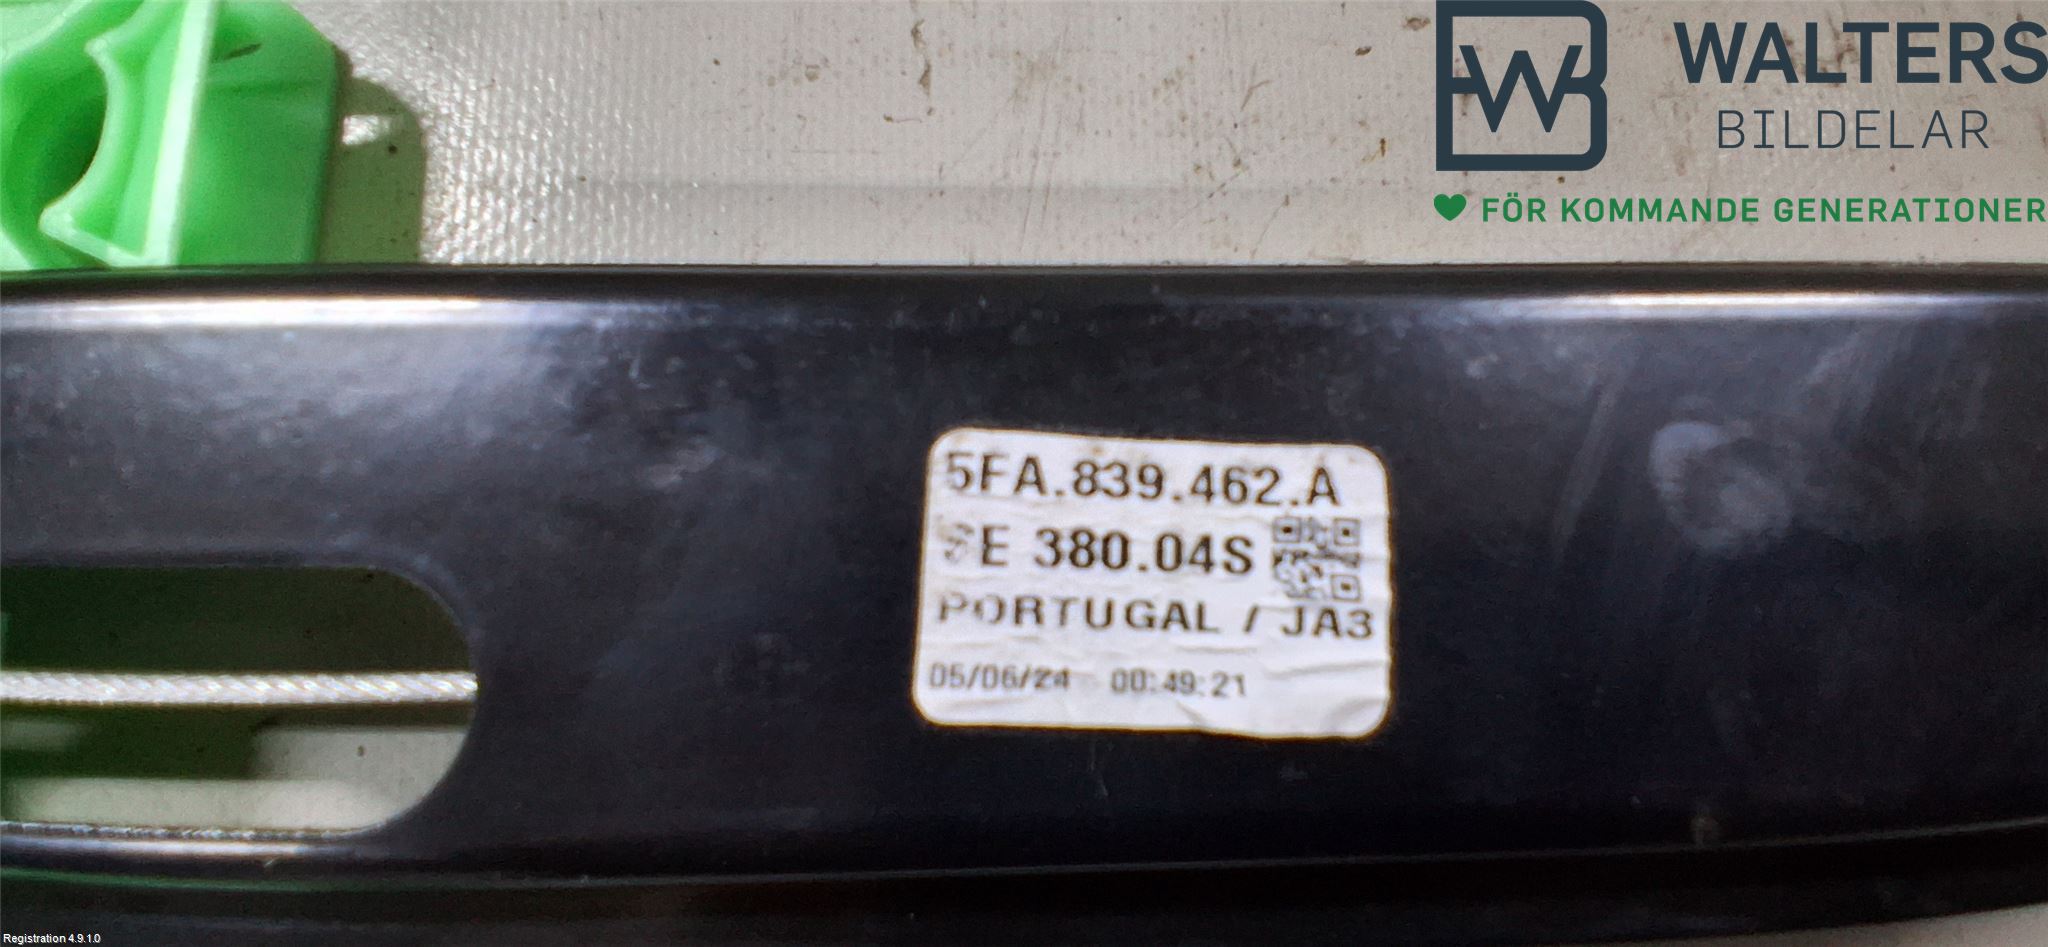 WALTERS
BILDELAR
FÖR KOMMANDE GENERATIONER
5FA.839.462.A
SE 380.04S
PORTUGAL / JA3
05/06/24 00:49:21
Registration 4.9.1.0